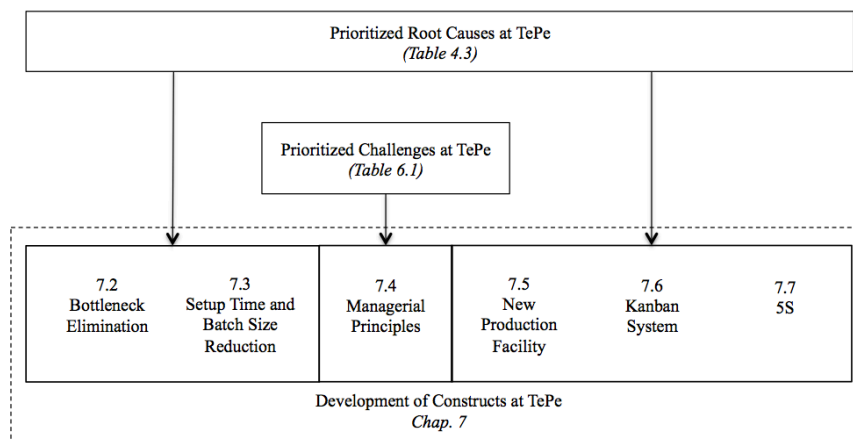 Prioritized Root Causes at TePe
(Table 4.3)
Prioritized Challenges at TePe
(Table 6.1)
7.2
Bottleneck
Elimination
7.3
Setup Time and
Batch Size
Reduction
7.4
Managerial
Principles
7.5
New
Production
Facility
7.6
Kanban
System
7.7
5S
Development of Constructs at TePe
Chap. 7